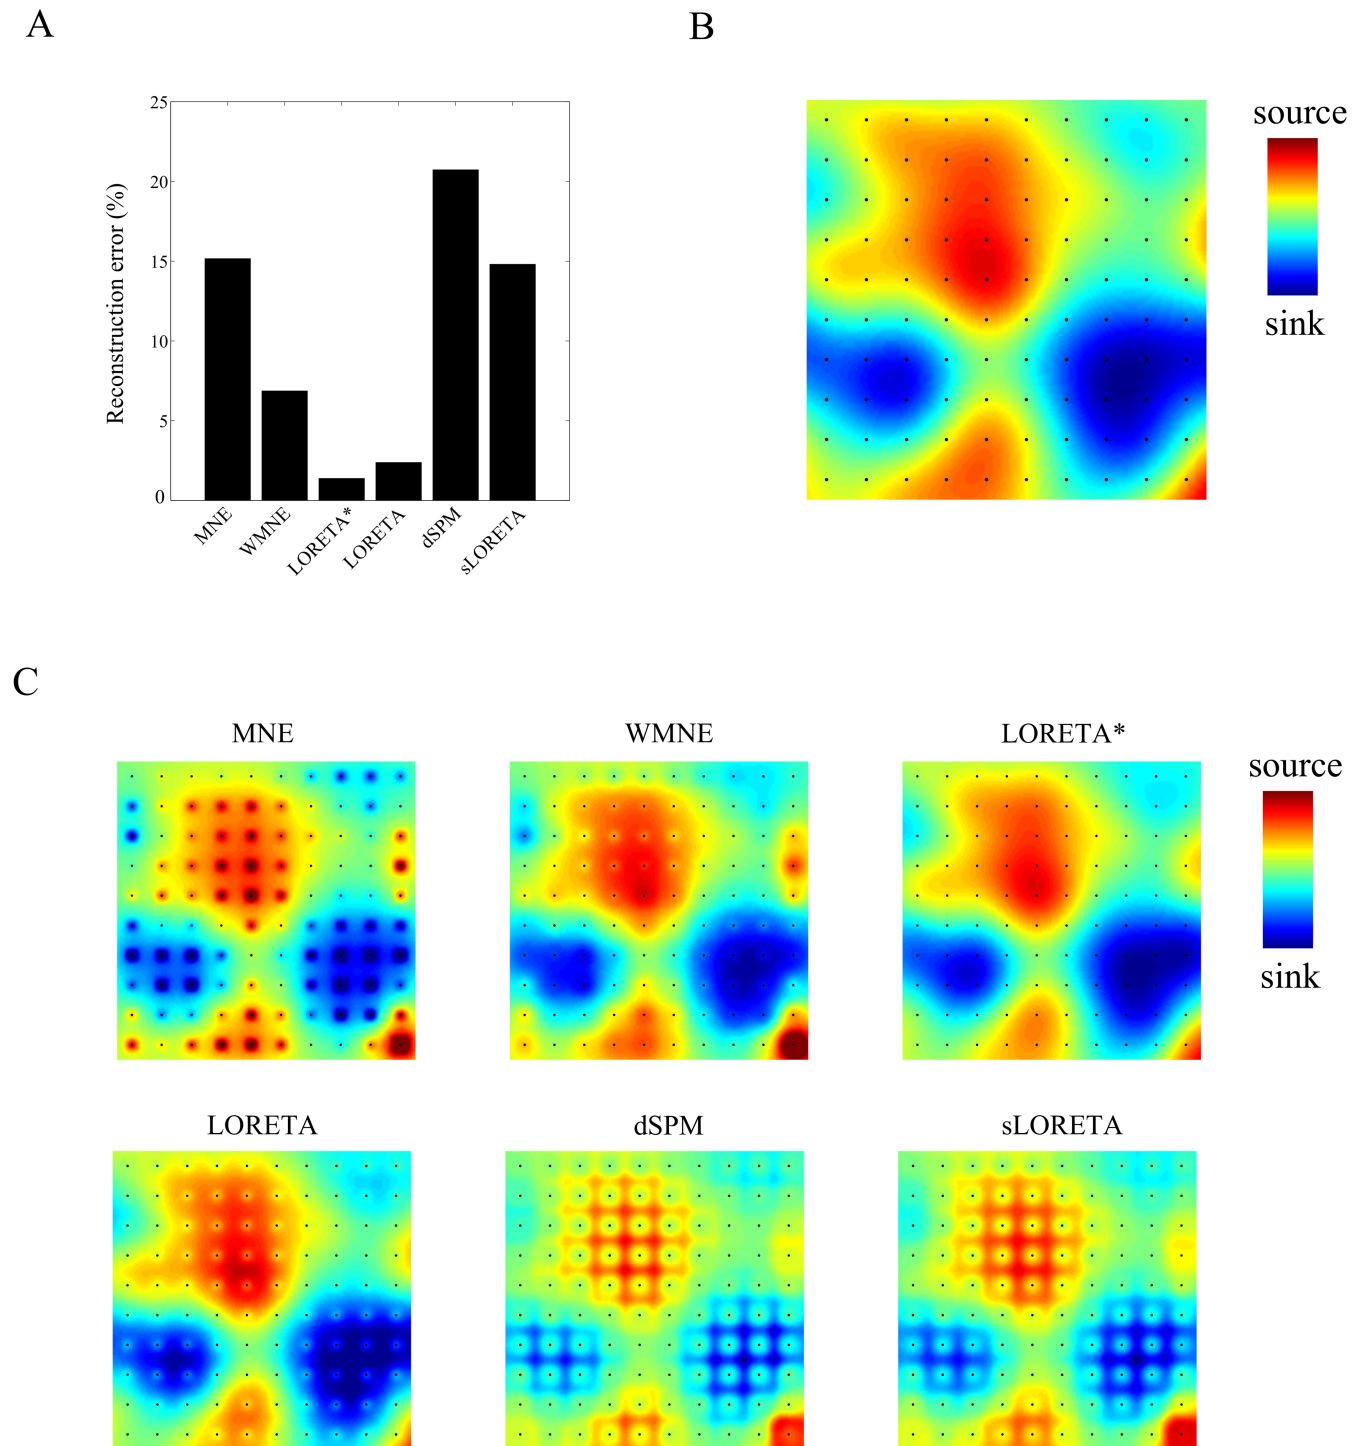 A
B
25
20
15
10
5
0
Reconstruction error (%)
MNE
WMNE
LORETA*
LORETA
dSPM
sLORETA
source
sink
C
MNE
WMNE
LORETA*
source
sink
LORETA
dSPM
sLORETA